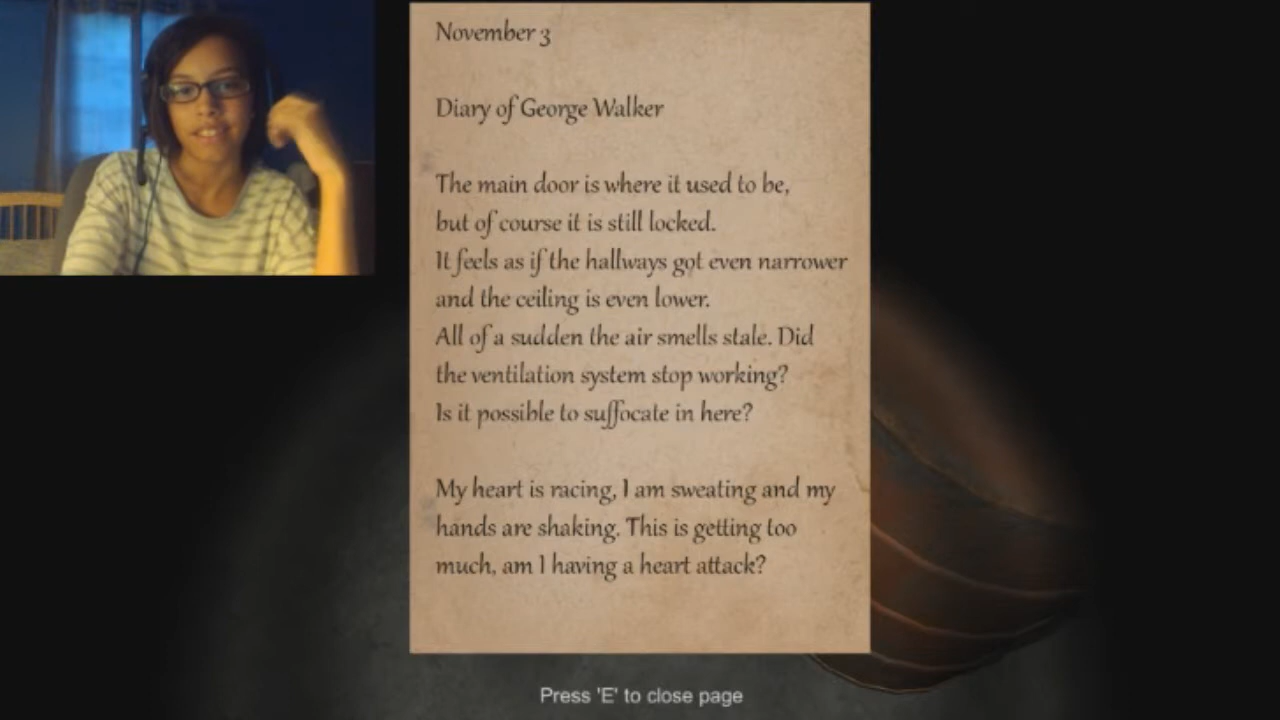 November 3
Diary of George Walker
The main door is where it used to be,
but of course it is still locked.
It feels as if the hallways got even narrower
and the ceiling is even lower.
All of a sudden the air smells stale. Did
the ventilation system stop working?
Is it possible to suffocate in here?
My heart is racing, I am sweating and my
hands are shaking. This is getting too
much, am I having a heart attack?
Press 'E' to close page